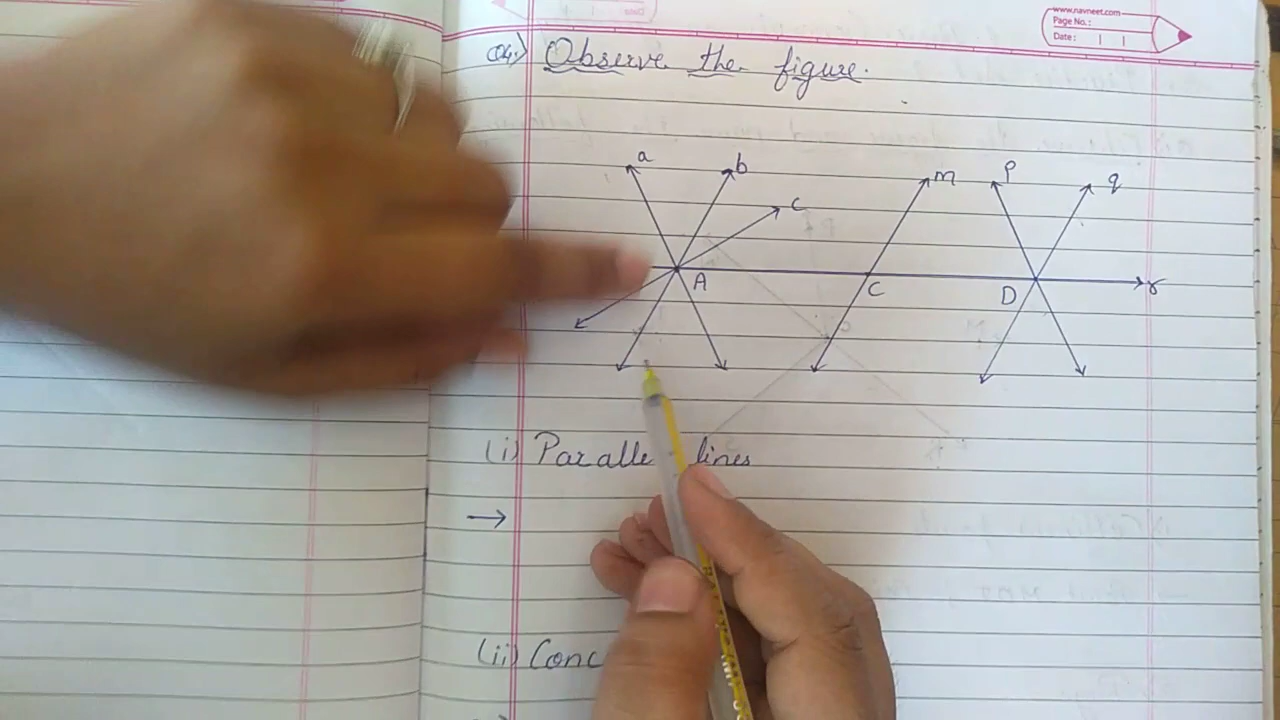 www.navneet.com
Page No.:
Date:
Q4.) Observe the figure.
a
b
c
m
p
q
A
C
D
r
(i) Paralle lines
→
(ii) Conc